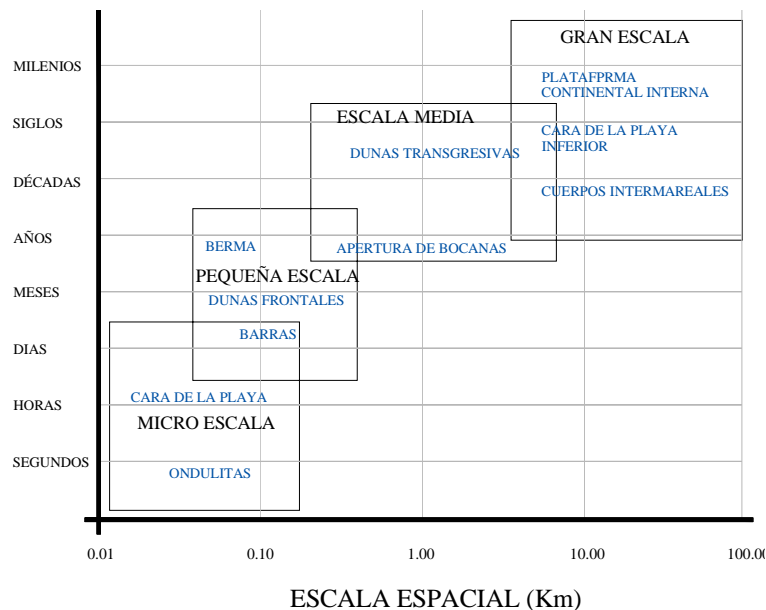 GRAN ESCALA
MILENIOS
PLATAFPRMA
CONTINENTAL INTERNA
ESCALA MEDIA
SIGLOS
CARA DE LA PLAYA
INFERIOR
DUNAS TRANSGRESIVAS
DÉCADAS
CUERPOS INTERMAREALES
AÑOS
BERMA
APERTURA DE BOCANAS
PEQUEÑA ESCALA
MESES
DUNAS FRONTALES
BARRAS
DIAS
CARA DE LA PLAYA
HORAS
MICRO ESCALA
SEGUNDOS
ONDULITAS
0.01 0.10 1.00 10.00 100.00
ESCALA ESPACIAL (Km)